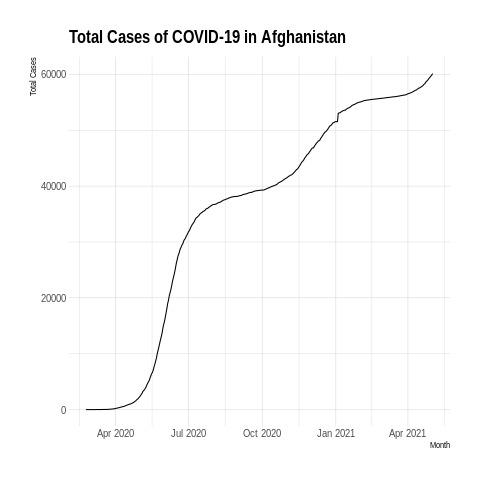 Total Cases of COVID-19 in Afghanistan
Total Cases
60000
40000
20000
0
Apr 2020 Jul 2020 Oct 2020 Jan 2021 Apr 2021
Month